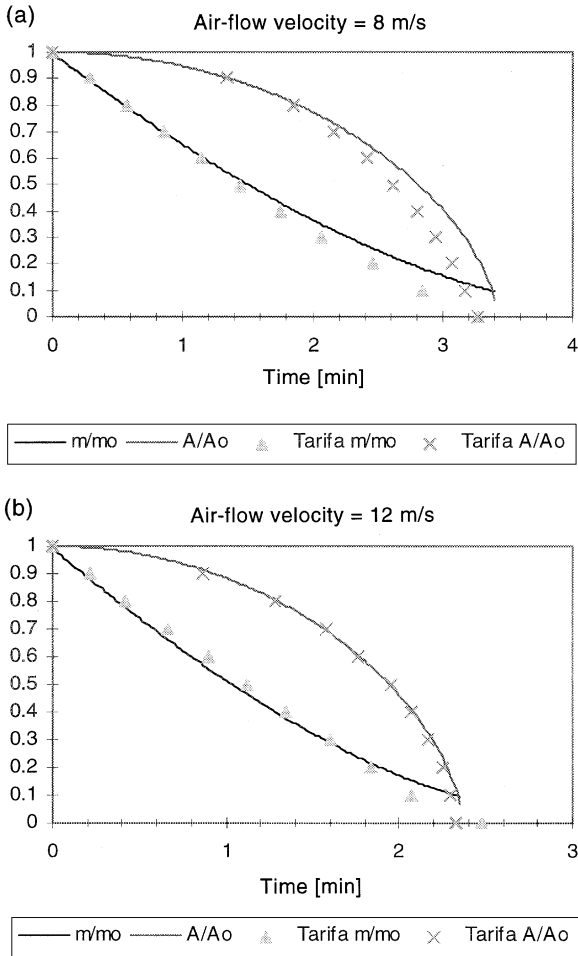 (a)
Air-flow velocity = 8 m/s
1
0.9
0.8
0.7
0.6
0.5
0.4
0.3
0.2
0.1
0
0 1 2 3 4
Time [min]
m/mo A/Ao Tarifa m/mo Tarifa A/Ao
(b)
Air-flow velocity = 12 m/s
1
0.9
0.8
0.7
0.6
0.5
0.4
0.3
0.2
0.1
0
0 1 2 3
Time [min]
m/mo A/Ao Tarifa m/mo Tarifa A/Ao